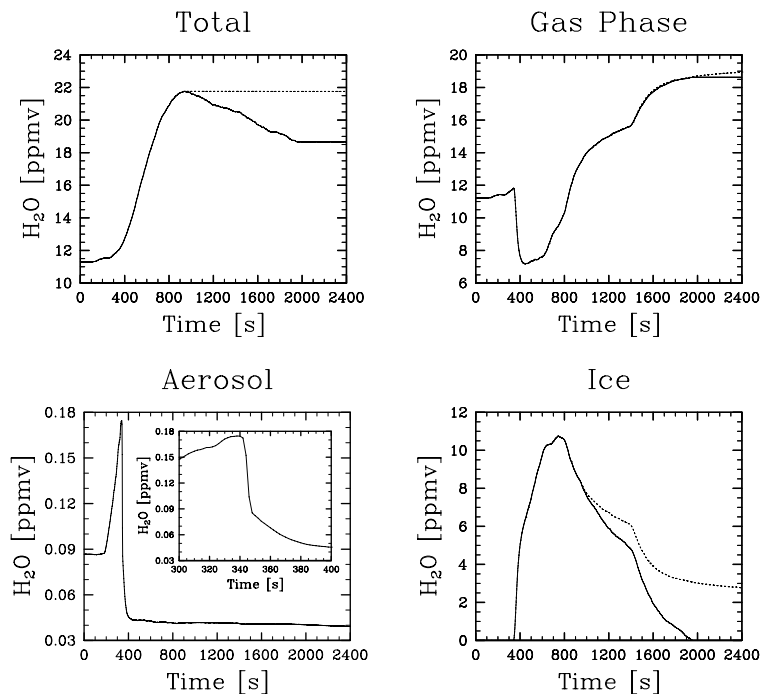 Total
24
22
20
18
16
14
12
10
H₂O [ppmv]
0 400 800 1200 1600 2000 2400
Time [s]
Gas Phase
20
18
16
14
12
10
8
6
H₂O [ppmv]
0 400 800 1200 1600 2000 2400
Time [s]
Aerosol
0.18
0.15
0.12
0.09
0.06
0.03
H₂O [ppmv]
0 400 800 1200 1600 2000 2400
Time [s]
0.18
0.15
0.12
0.09
0.06
0.03
H₂O [ppmv]
300 320 340 360 380 400
Time [s]
Ice
12
10
8
6
4
2
0
H₂O [ppmv]
0 400 800 1200 1600 2000 2400
Time [s]